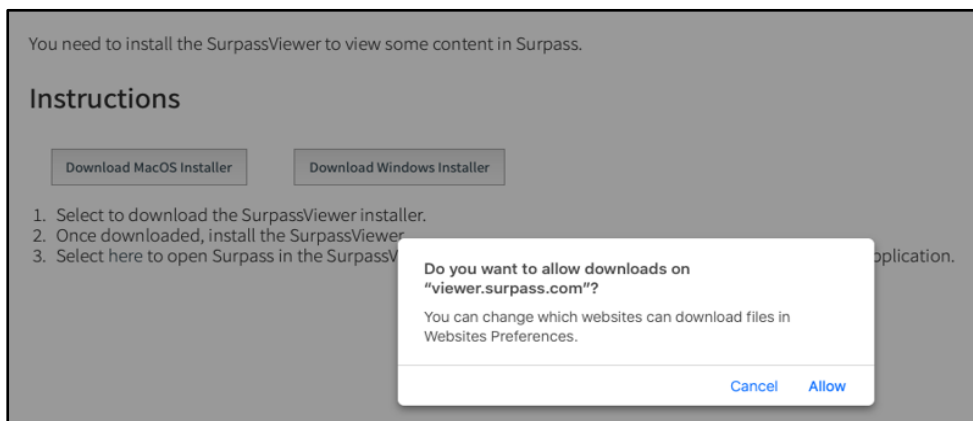 You need to install the SurpassViewer to view some content in Surpass.
Instructions
Download MacOS Installer
Download Windows Installer
1. Select to download the SurpassViewer installer.
2. Once downloaded, install the SurpassViewer
3. Select here to open Surpass in the SurpassV
pplication.
Do you want to allow downloads on
“viewer.surpass.com”?
You can change which websites can download files in
Websites Preferences.
Cancel
Allow